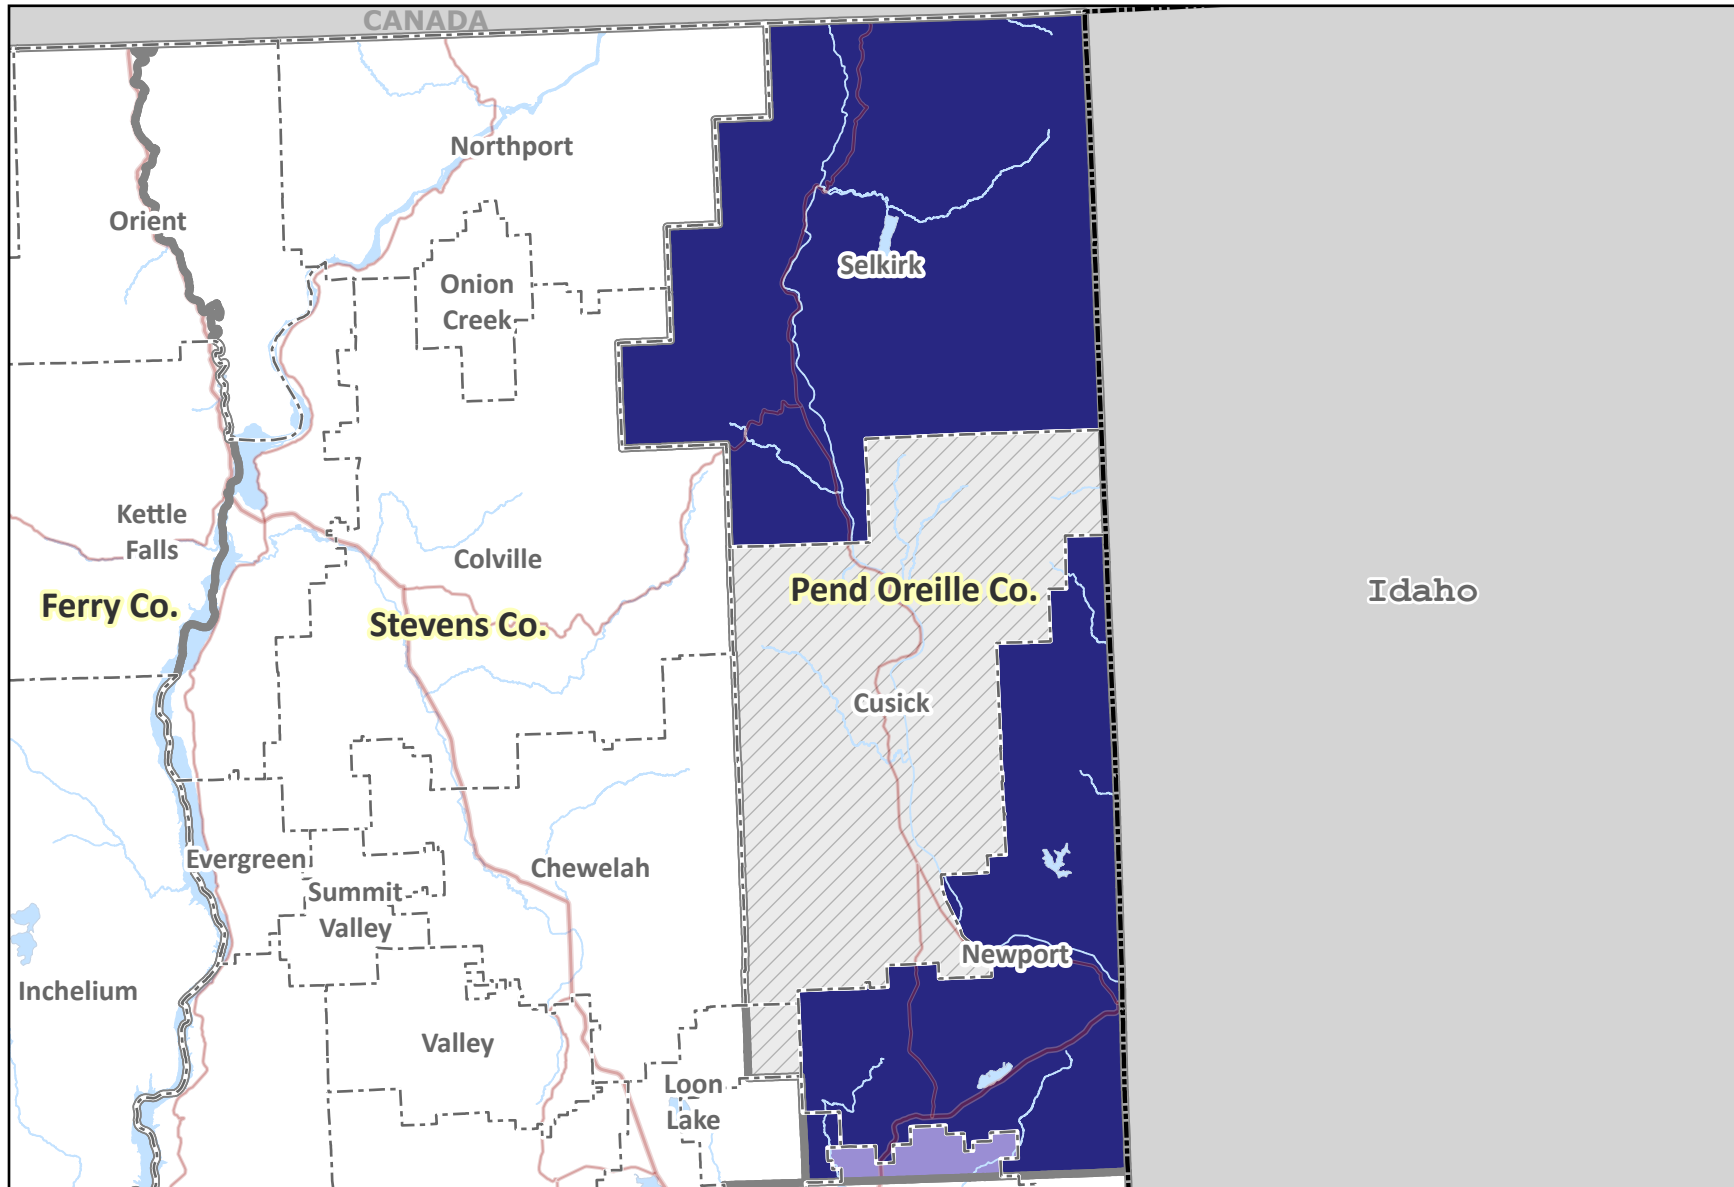 CANADA
Northport
Orient
Selkirk
Onion
Creek
Kettle
Falls
Colville
Ferry Co.
Stevens Co.
Pend Oreille Co.
Idaho
Cusick
Evergreen
Chewelah
Summit
Valley
Newport
Inchelium
Valley
Loon
Lake